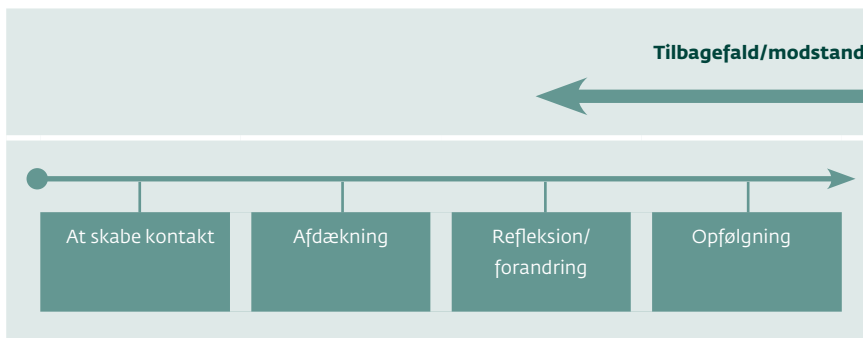 Tilbagefald/modstand
At skabe kontakt
Afdækning
Refleksion/
forandring
Opfølgning